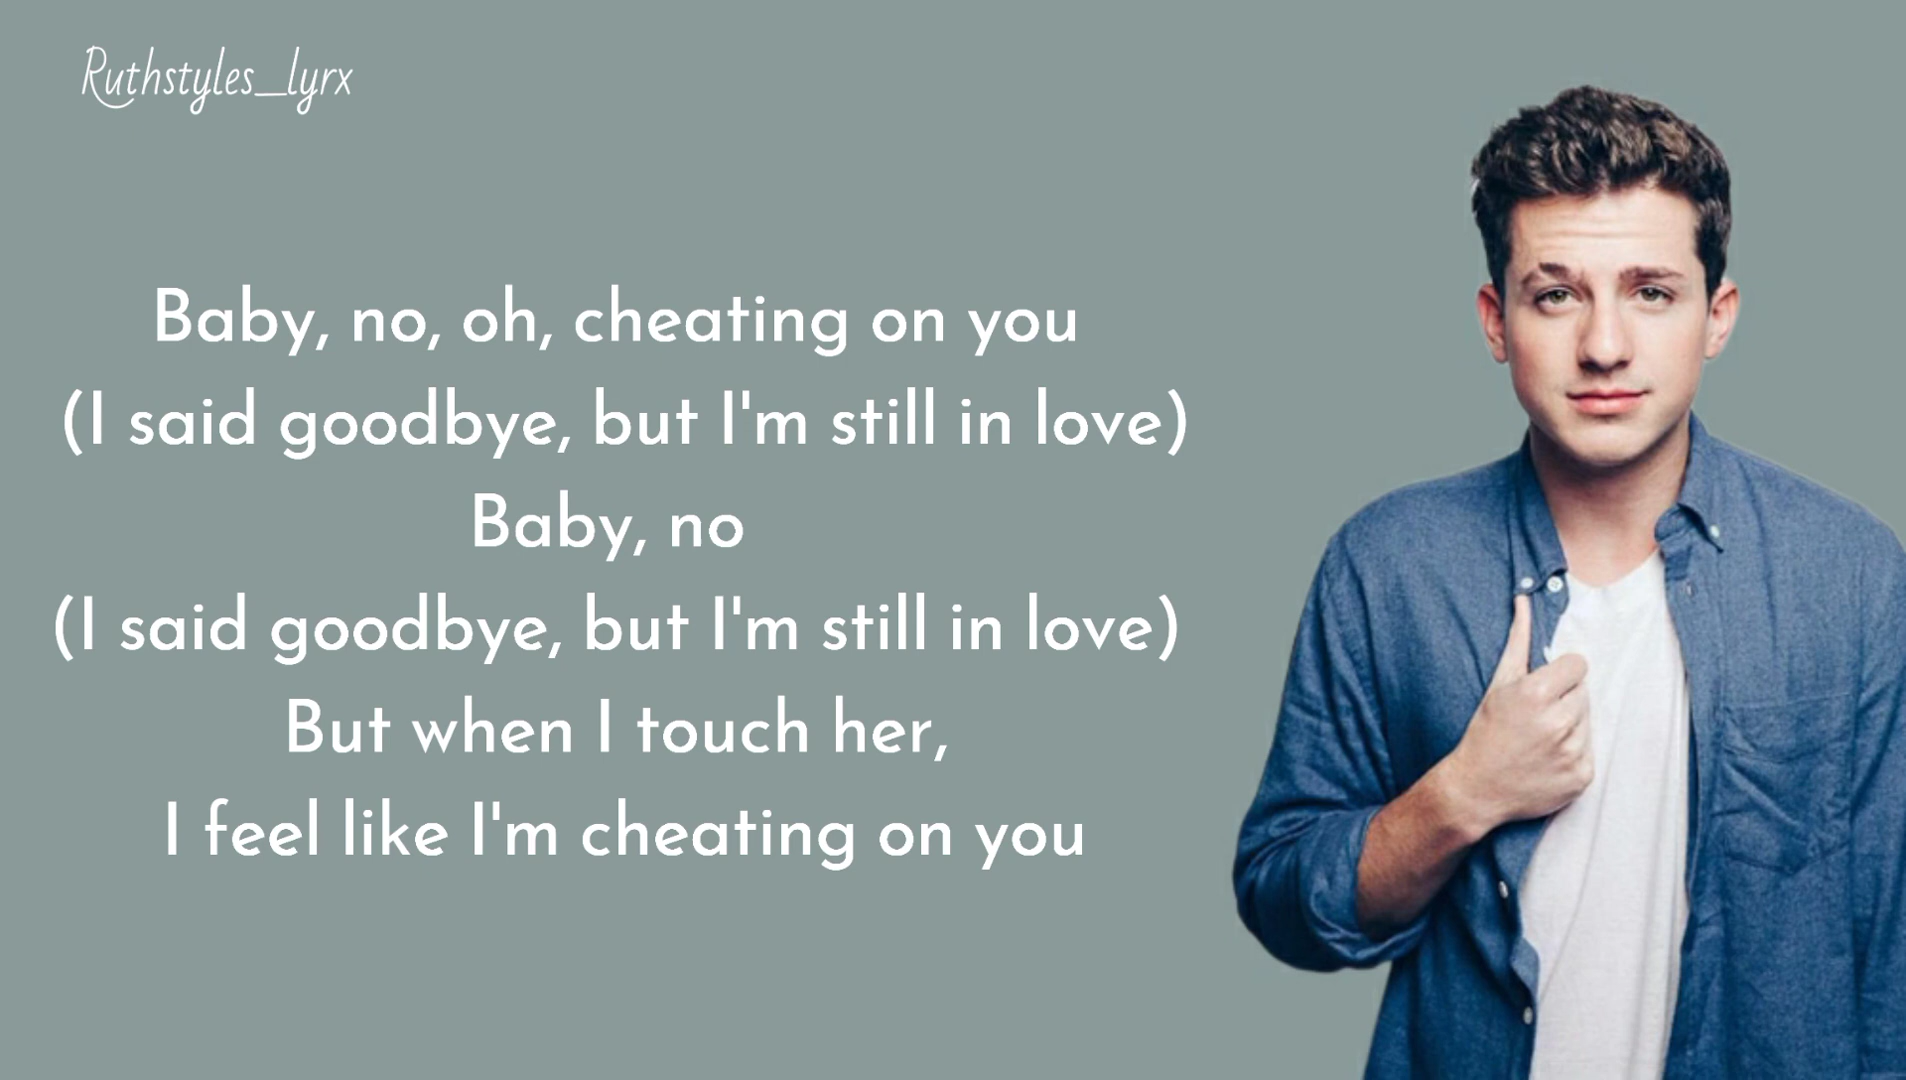 Ruthstyles_lyrx
Baby, no, oh, cheating on you
(I said goodbye, but I'm still in love)
Baby, no
(I said goodbye, but I'm still in love)
But when I touch her,
I feel like I'm cheating on you